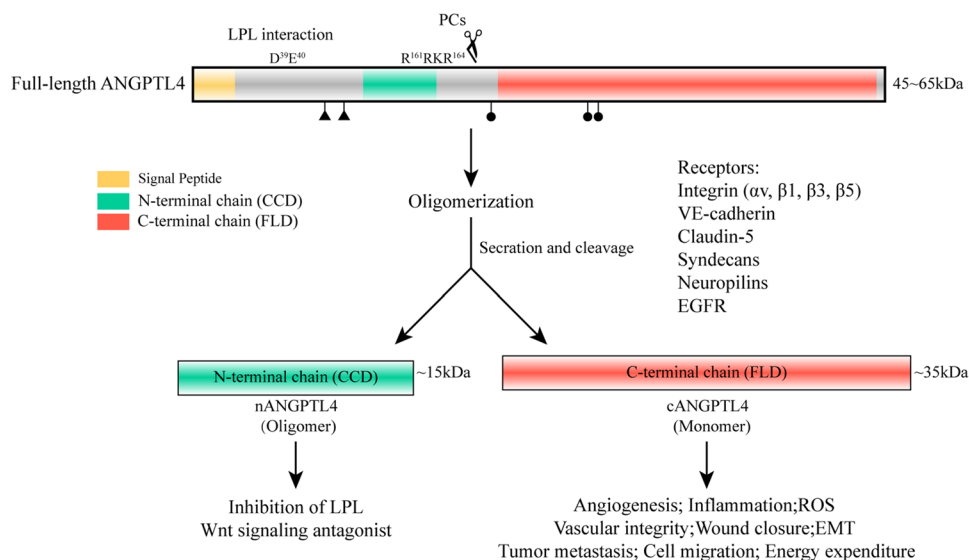 PCs
LPL interaction
D³⁹E⁴⁰
R¹⁶¹RKR¹⁶⁴
Full-length ANGPTL4
45~65kDa
Signal Peptide
N-terminal chain (CCD)
C-terminal chain (FLD)
Oligomerization
Secration and cleavage
Receptors:
Integrin (αv, β1, β3, β5)
VE-cadherin
Claudin-5
Syndecans
Neuropilins
EGFR
N-terminal chain (CCD)
~15kDa
nANGPTL4
(Oligomer)
C-terminal chain (FLD)
~35kDa
cANGPTL4
(Monomer)
Inhibition of LPL
Wnt signaling antagonist
Angiogenesis; Inflammation;ROS
Vascular integrity;Wound closure;EMT
Tumor metastasis; Cell migration; Energy expenditure